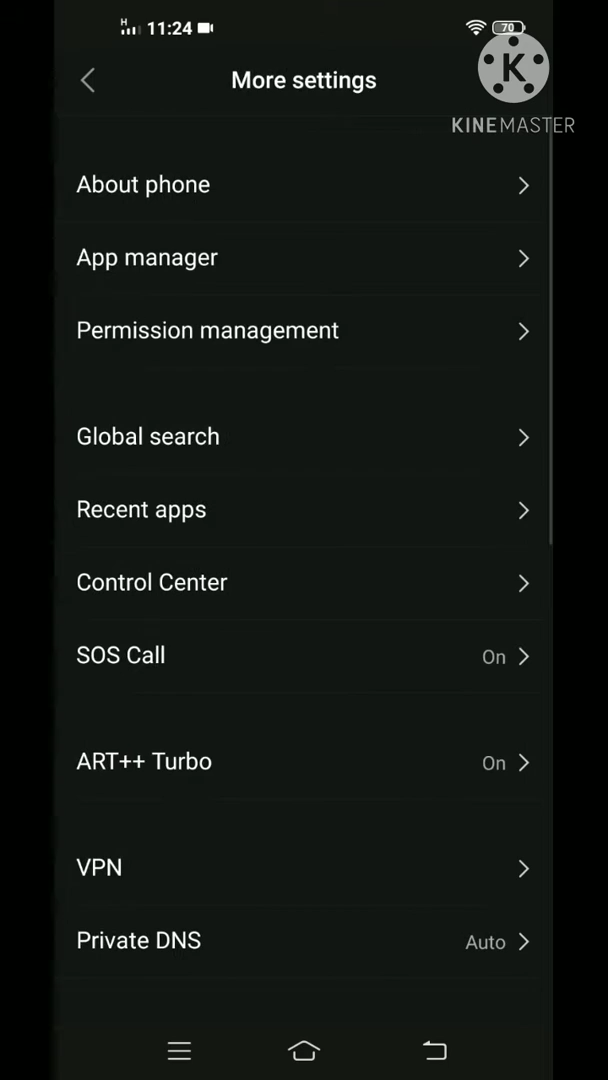 H 11:24 70
More settings
K
KINEMASTER
About phone
App manager
Permission management
Global search
Recent apps
Control Center
SOS Call On
ART++ Turbo On
VPN
Private DNS Auto